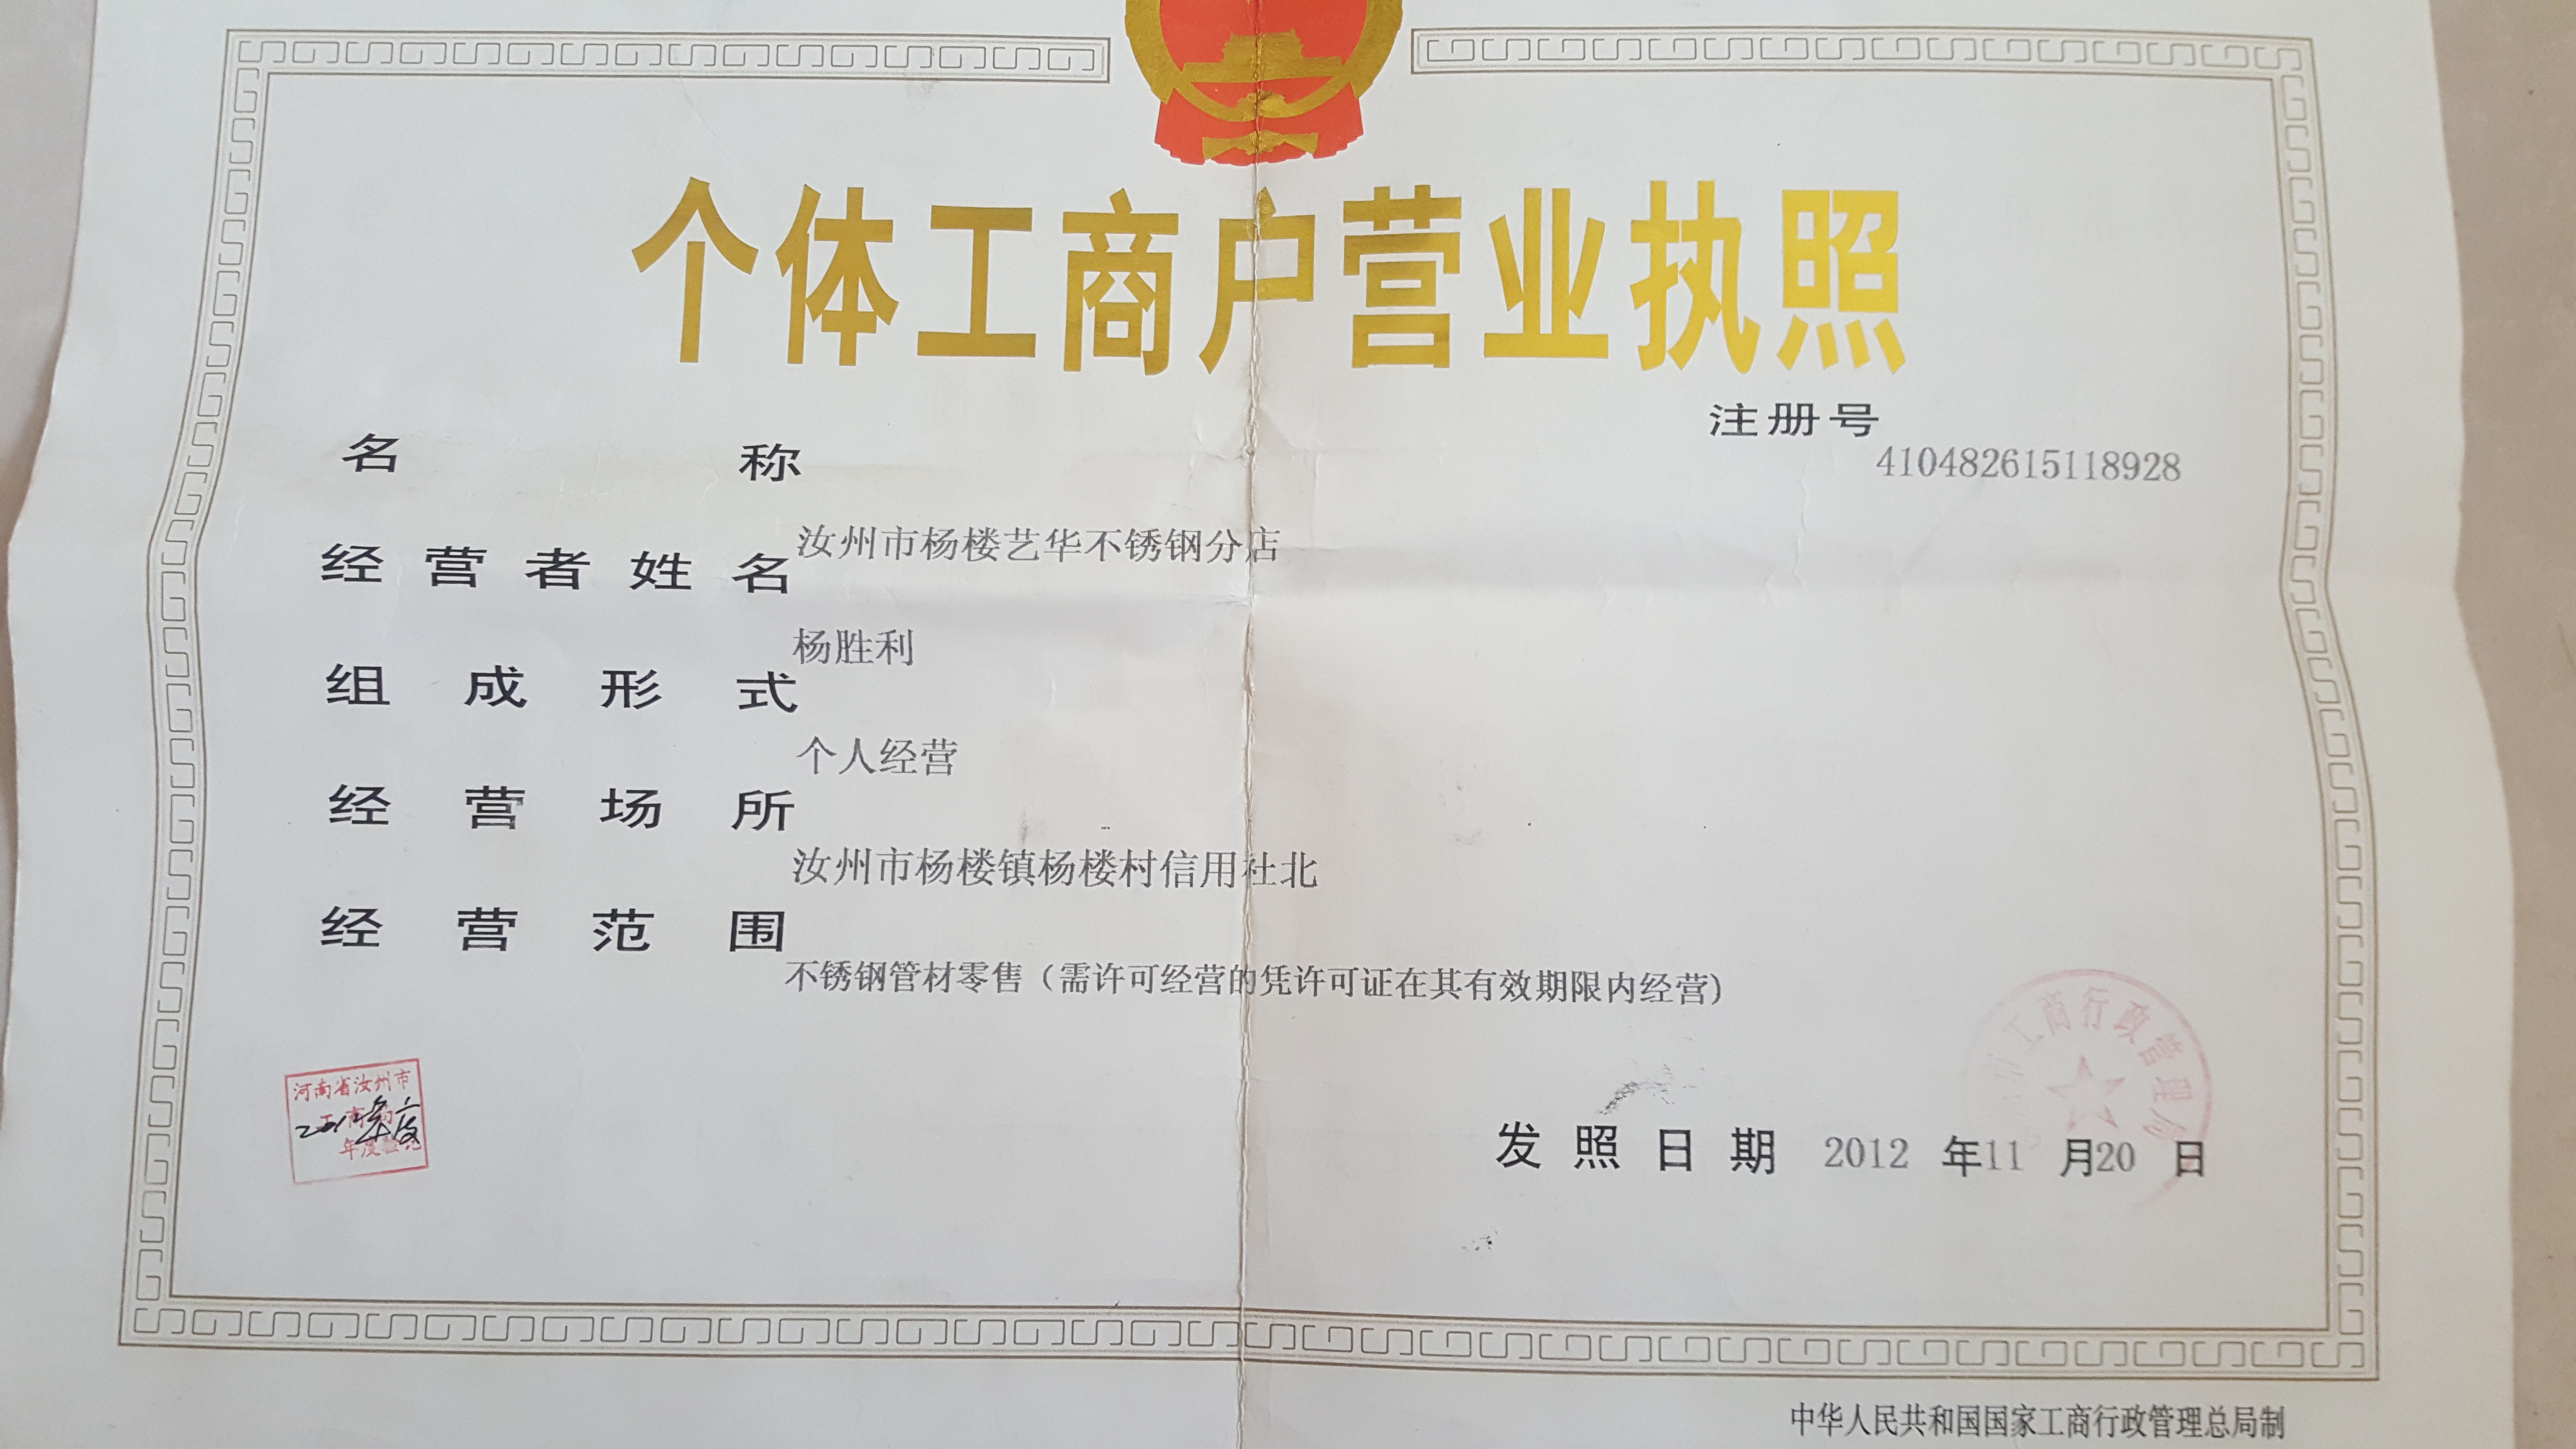 个体工商户营业执照
注册号
410482615118928
名称
汝州市杨楼艺华不锈钢分店
经营者姓名
杨胜利
组成形式
个人经营
经营场所
汝州市杨楼镇杨楼村信用社北
经营范围
不锈钢管材零售（需许可经营的凭许可证在其有效期限内经营)
河南省汝州市
工商局
年度验
工商行政管理局
发照日期 2012 年11 月20 日
中华人民共和国国家工商行政管理总局制